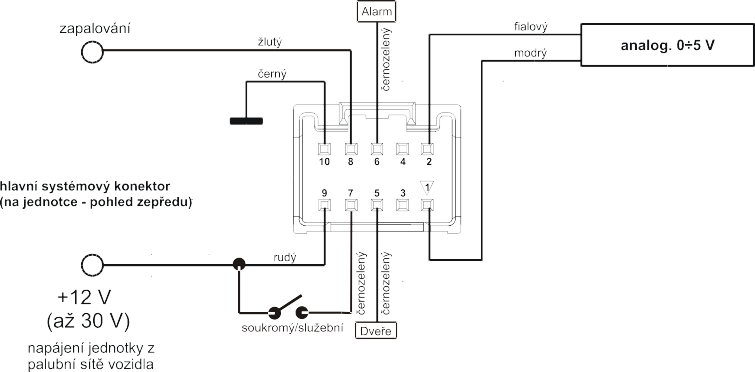 Alarm
zapalování
žlutý
fialový
modrý
analog. 0÷5 V
černý
černozelený
10 8 6 4 2
9 7 5 3 1
hlavní systémový konektor
(na jednotce - pohled zepředu)
rudý
černozelený
černozelený
+12 V
(až 30 V)
soukromý/služební
Dveře
napájení jednotky z
palubní sítě vozidla